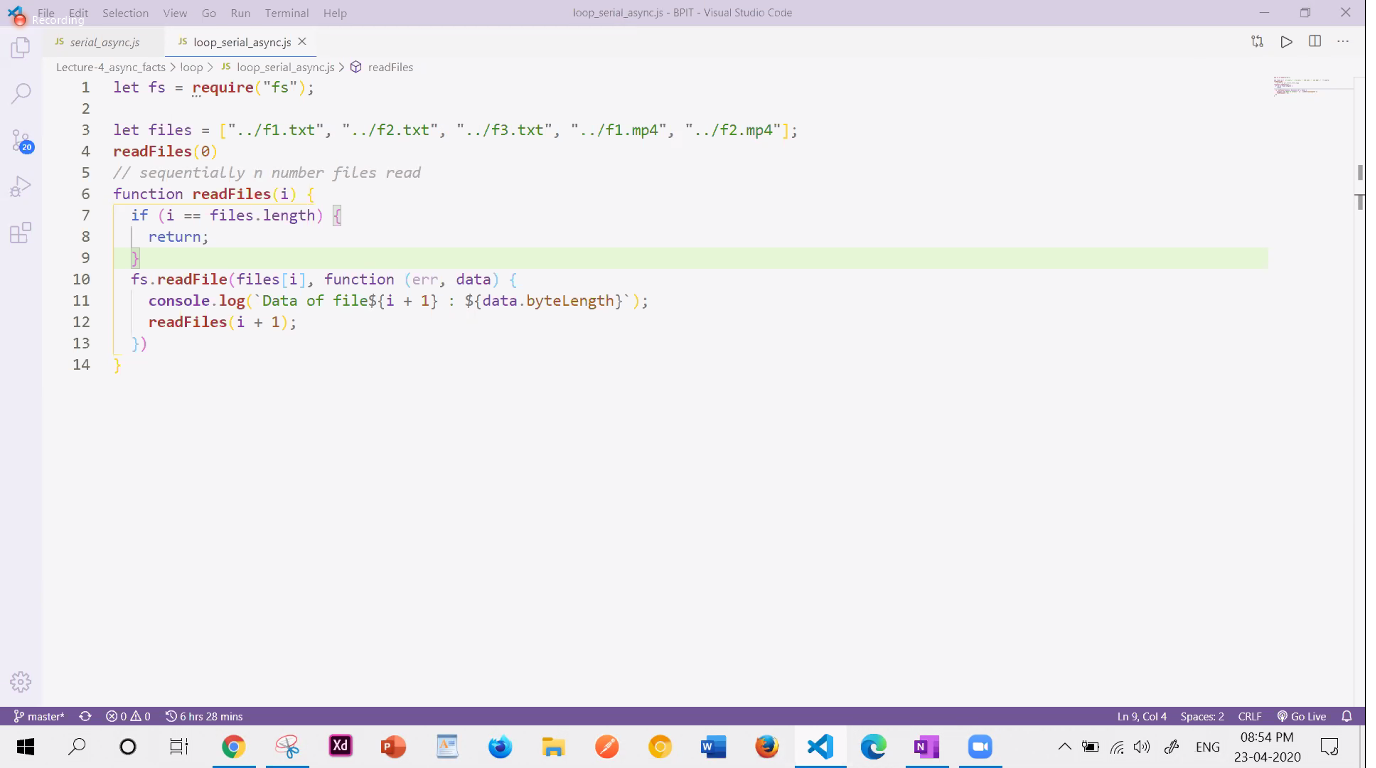 File Edit Selection View Go Run Terminal Help
Recording
loop_serial_async.js - BPIT - Visual Studio Code
JS serial_async.js
JS loop_serial_async.js
Lecture-4_async_facts > loop > JS loop_serial_async.js > readFiles
1 let fs = require("fs");
2
3 let files = ["../f1.txt", "../f2.txt", "../f3.txt", "../f1.mp4", "../f2.mp4"];
4 readFiles(0)
5 // sequentially n number files read
6 function readFiles(i) {
7 if (i == files.length) {
8 return;
9 }
10 fs.readFile(files[i], function (err, data) {
11 console.log(`Data of file${i + 1} : ${data.byteLength}`);
12 readFiles(i + 1);
13 })
14 }
20
master* 0 0 6 hrs 28 mins
Ln 9, Col 4 Spaces: 2 CRLF Go Live
Xd P W N
ENG
08:54 PM
23-04-2020